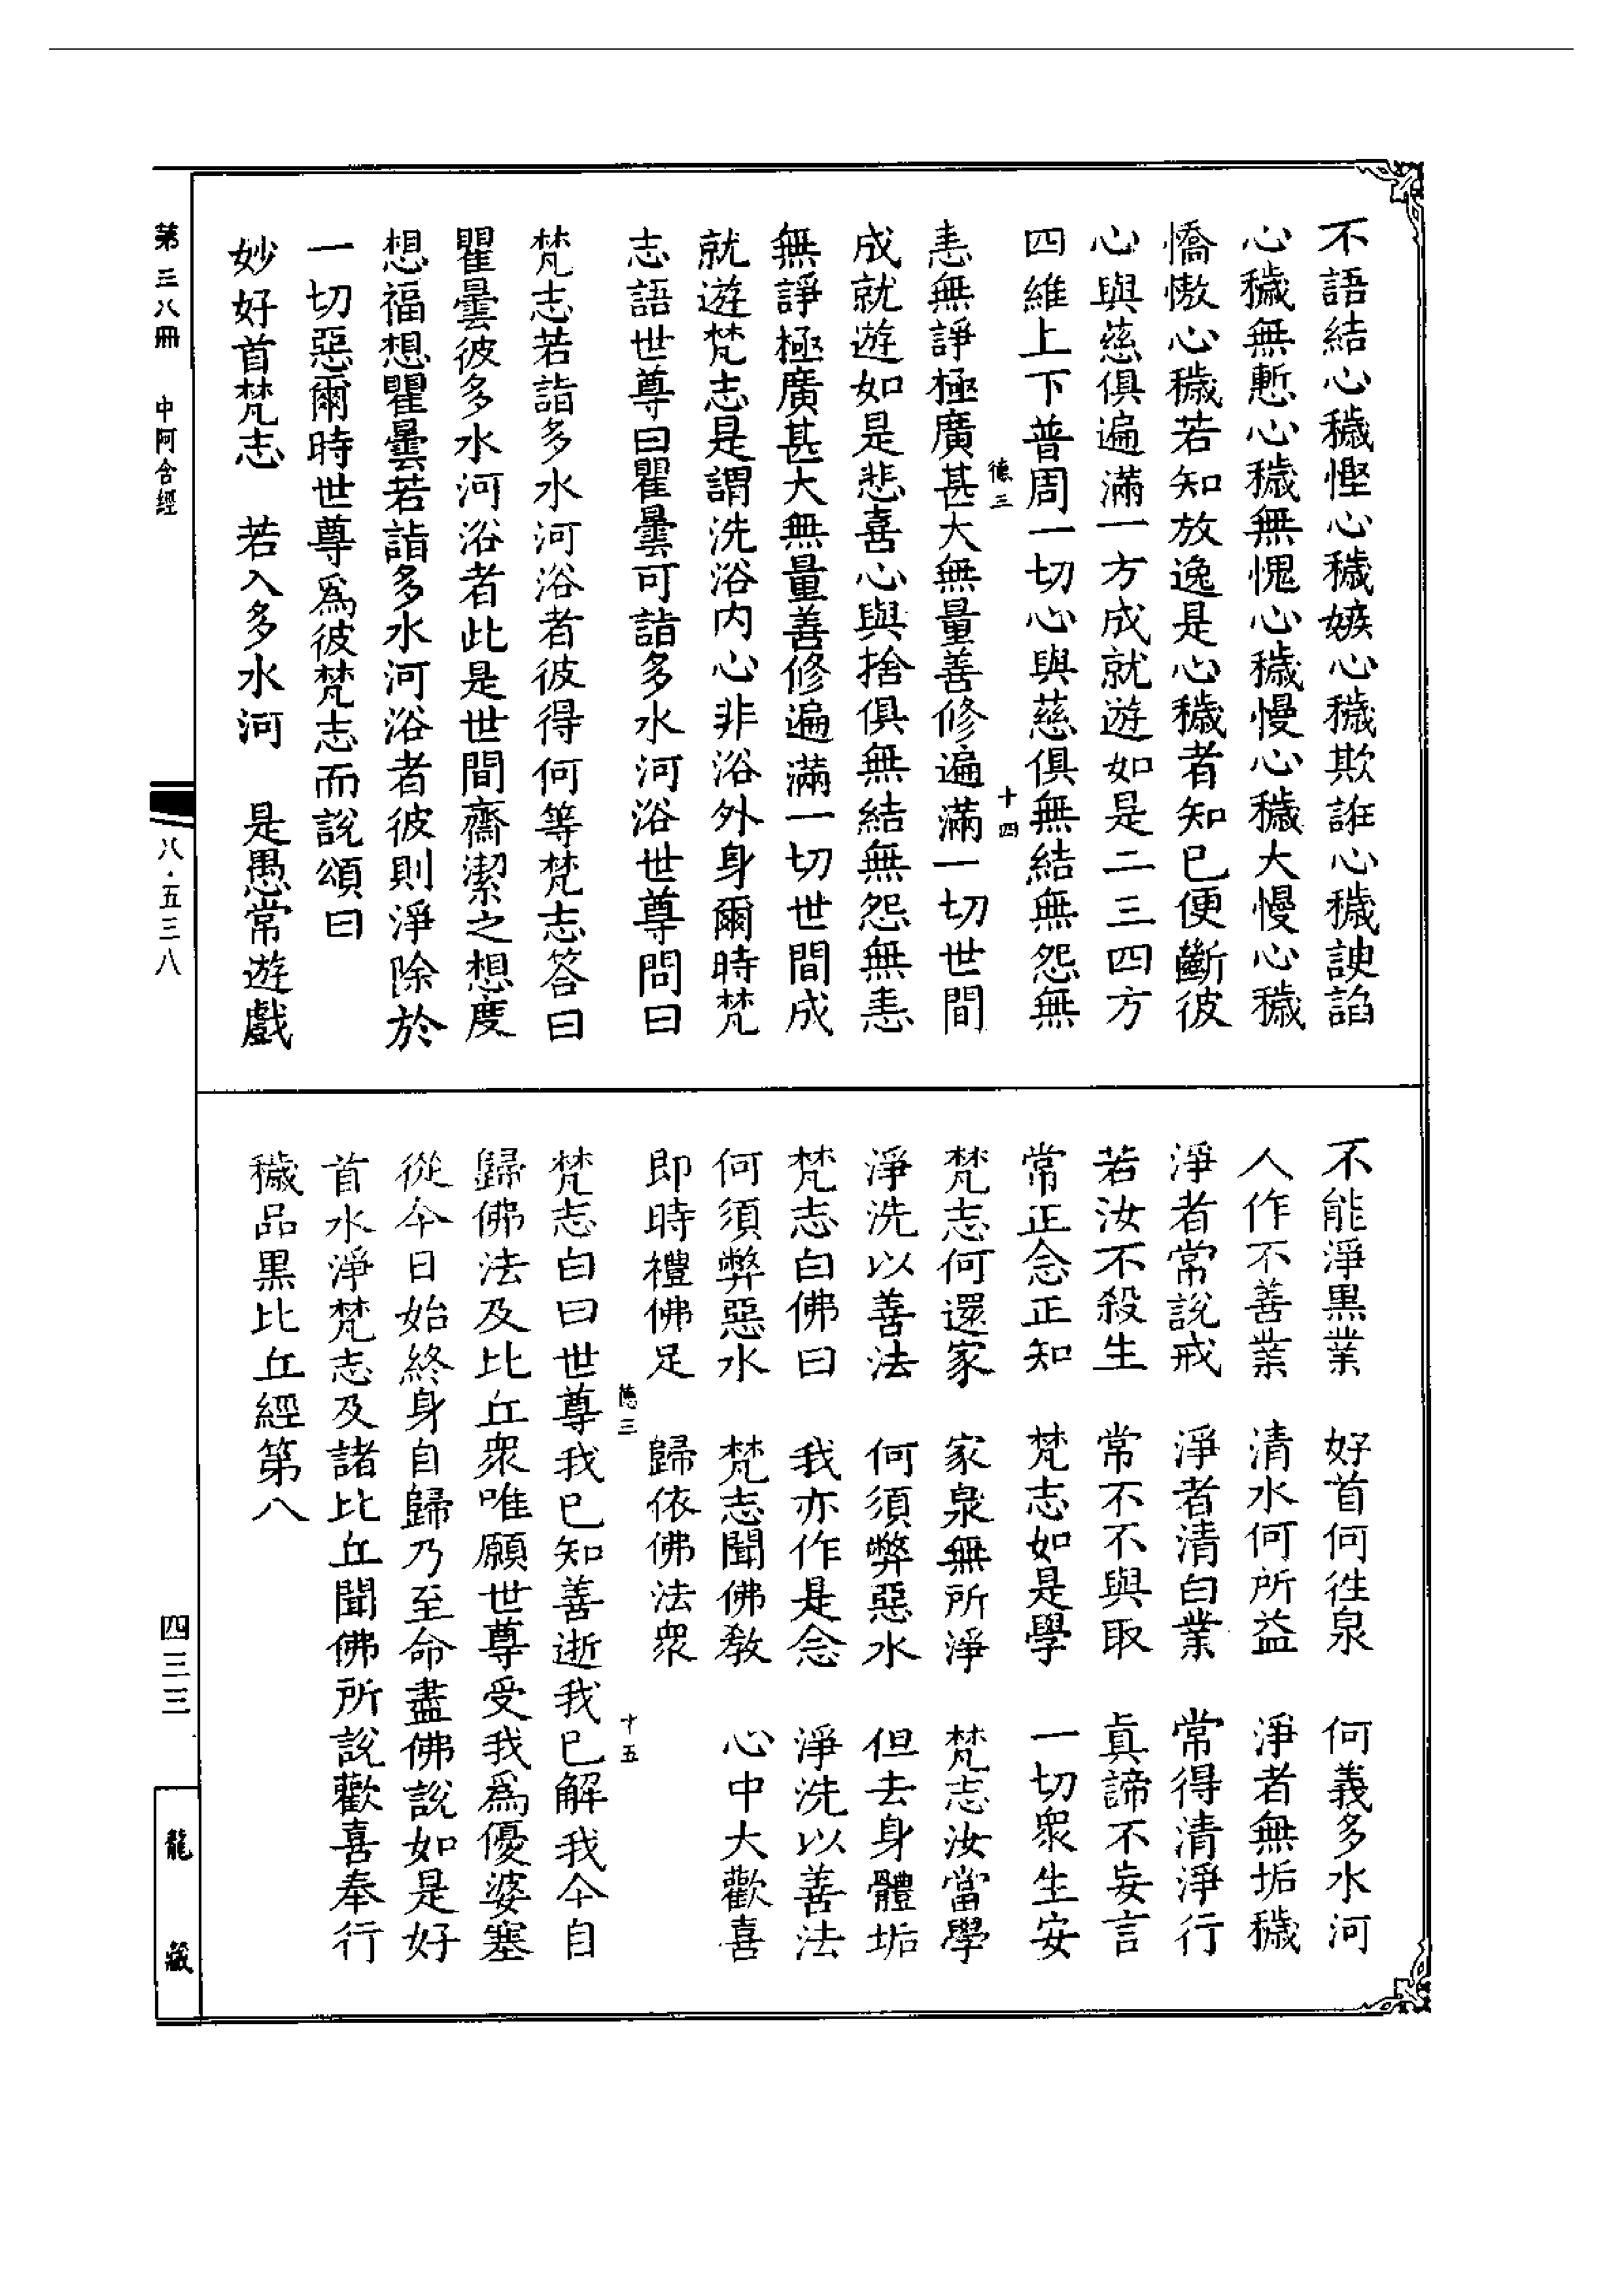 不語結心穢慳心穢嫉心穢欺誑心穢諛諂
心穢無慙心穢無愧心穢慢心穢大慢心穢
憍慠心穢若知放逸是心穢者知已便斷彼
心與慈俱遍滿一方成就遊如是二三四方
四維上下普周一切心與慈俱無結無怨無
德三
十四
恚無諍極廣甚大無量善修遍滿一切世間
成就遊如是悲喜心與捨俱無結無怨無恚
無諍極廣甚大無量善修遍滿一切世間成
就遊梵志是謂洗浴內心非浴外身爾時梵
志語世尊曰瞿曇可詣多水河浴世尊問曰
梵志若詣多水河浴者彼得何等梵志答曰
瞿曇彼多水河浴者此是世間齋潔之想度
想福想瞿曇若詣多水河浴者彼則淨除於
一切惡爾時世尊爲彼梵志而說頌曰
妙好首梵志　若入多水河　是愚常遊戲
不能淨黒業　好首何徃泉　何義多水河
人作不善業　清水何所益　淨者無垢穢
淨者常說戒　淨者清白業　常得清淨行
若汝不殺生　常不不與取　真諦不妄言
常正念正知　梵志如是學　一切衆生安
梵志何還家　家泉無所淨　梵志汝當學
淨洗以善法　何須弊惡水　但去身體垢
梵志白佛曰　我亦作是念　淨洗以善法
何須弊惡水　梵志聞佛敎　心中大歡喜
即時禮佛足　歸依佛法衆
德三
十五
梵志白曰世尊我已知善逝我已解我今自
歸佛法及比丘衆唯願世尊受我爲優婆塞
從今日始終身自歸乃至命盡佛說如是好
首水淨梵志及諸比丘聞佛所說歡喜奉行
穢品黒比丘經第八
第三八冊　中阿含經
八·五三八
四三三
龍藏